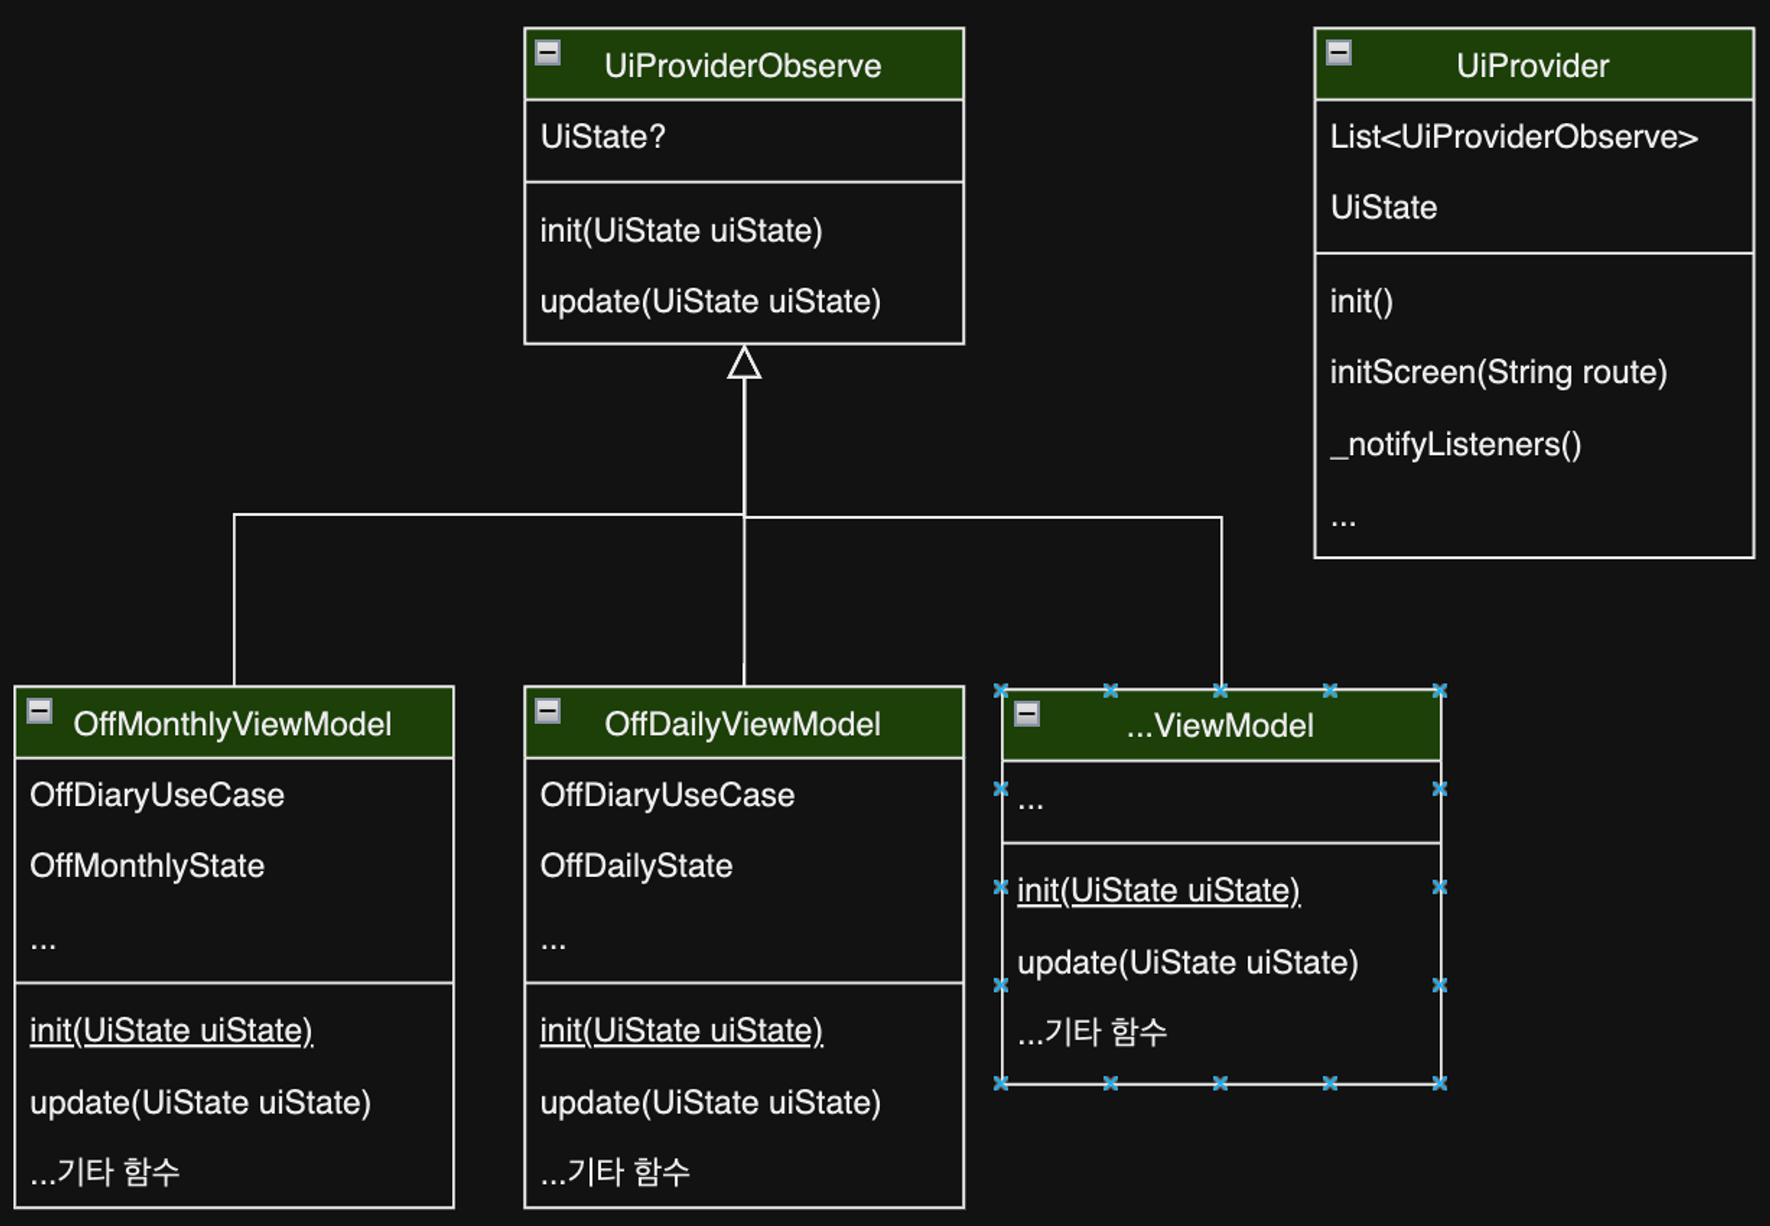 UiProviderObserve
UiState?
init(UiState uiState)
update(UiState uiState)
UiProvider
List<UiProviderObserve>
UiState
init()
initScreen(String route)
_notifyListeners()
...
OffMonthlyViewModel
OffDiaryUseCase
OffMonthlyState
...
init(UiState uiState)
update(UiState uiState)
...기타 함수
OffDailyViewModel
OffDiaryUseCase
OffDailyState
...
init(UiState uiState)
update(UiState uiState)
...기타 함수
...ViewModel
...
init(UiState uiState)
update(UiState uiState)
...기타 함수